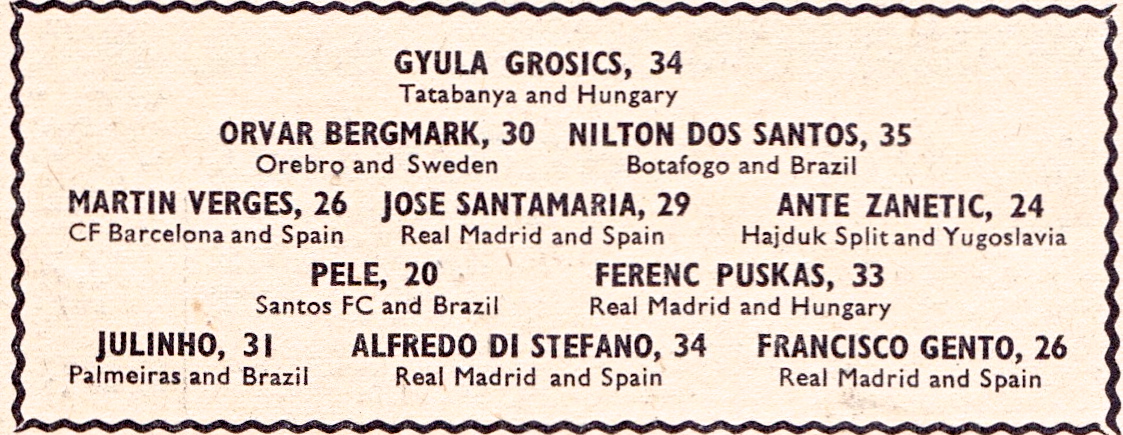 GYULA GROSICS, 34
Tatabanya and Hungary
ORVAR BERGMARK, 30 NILTON DOS SANTOS, 35
Orebro and Sweden Botafogo and Brazil
MARTIN VERGES, 26 JOSE SANTAMARIA, 29 ANTE ZANETIC, 24
CF Barcelona and Spain Real Madrid and Spain Hajduk Split and Yugoslavia
PELE, 20 FERENC PUSKAS, 33
Santos FC and Brazil Real Madrid and Hungary
JULINHO, 31 ALFREDO DI STEFANO, 34 FRANCISCO GENTO, 26
Palmeiras and Brazil Real Madrid and Spain Real Madrid and Spain